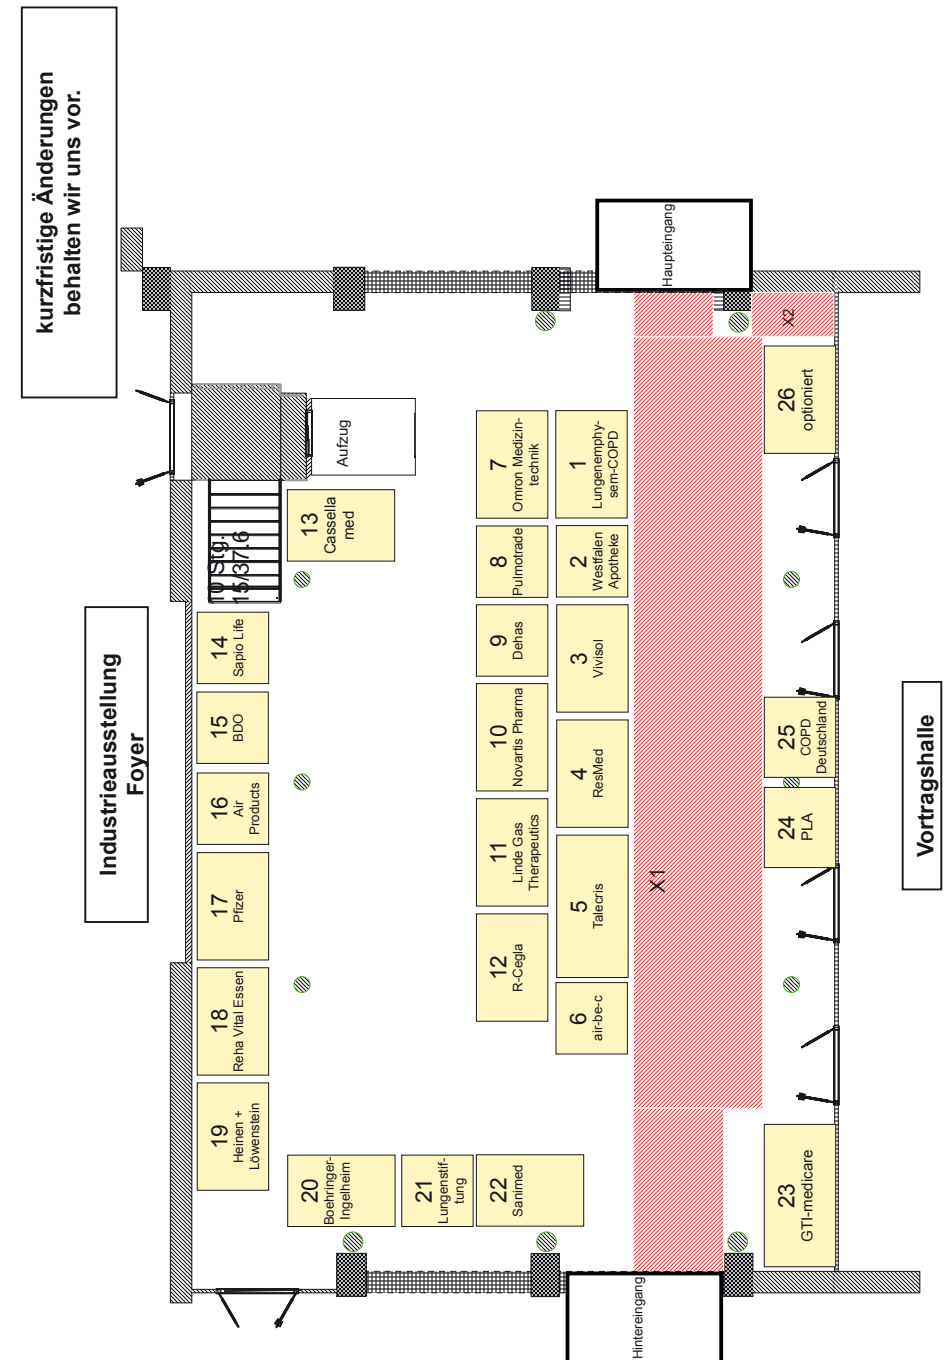 kurzfristige Änderungen
behalten wir uns vor.
Industrieausstellung
Foyer
Vortragshalle
Haupteingang
Hintereingang
Aufzug
10 Stg.
15/37.6
X1
X2
1
Lungenemphy-
sem-COPD
2
Westfalen
Apotheke
3
Vivisol
4
ResMed
5
Talecris
6
air-be-c
7
Omron Medizin-
technik
8
Pulmotrade
9
Dehas
10
Novartis Pharma
11
Linde Gas
Therapeutics
12
R-Cegla
13
Cassella
med
14
Sapio Life
15
BDO
16
Air
Products
17
Pfizer
18
Reha Vital Essen
19
Heinen +
Löwenstein
20
Boehringer-
Ingelheim
21
Lungenstif-
tung
22
Sanimed
23
GTI-medicare
24
PLA
25
COPD
Deutschland
26
optioniert